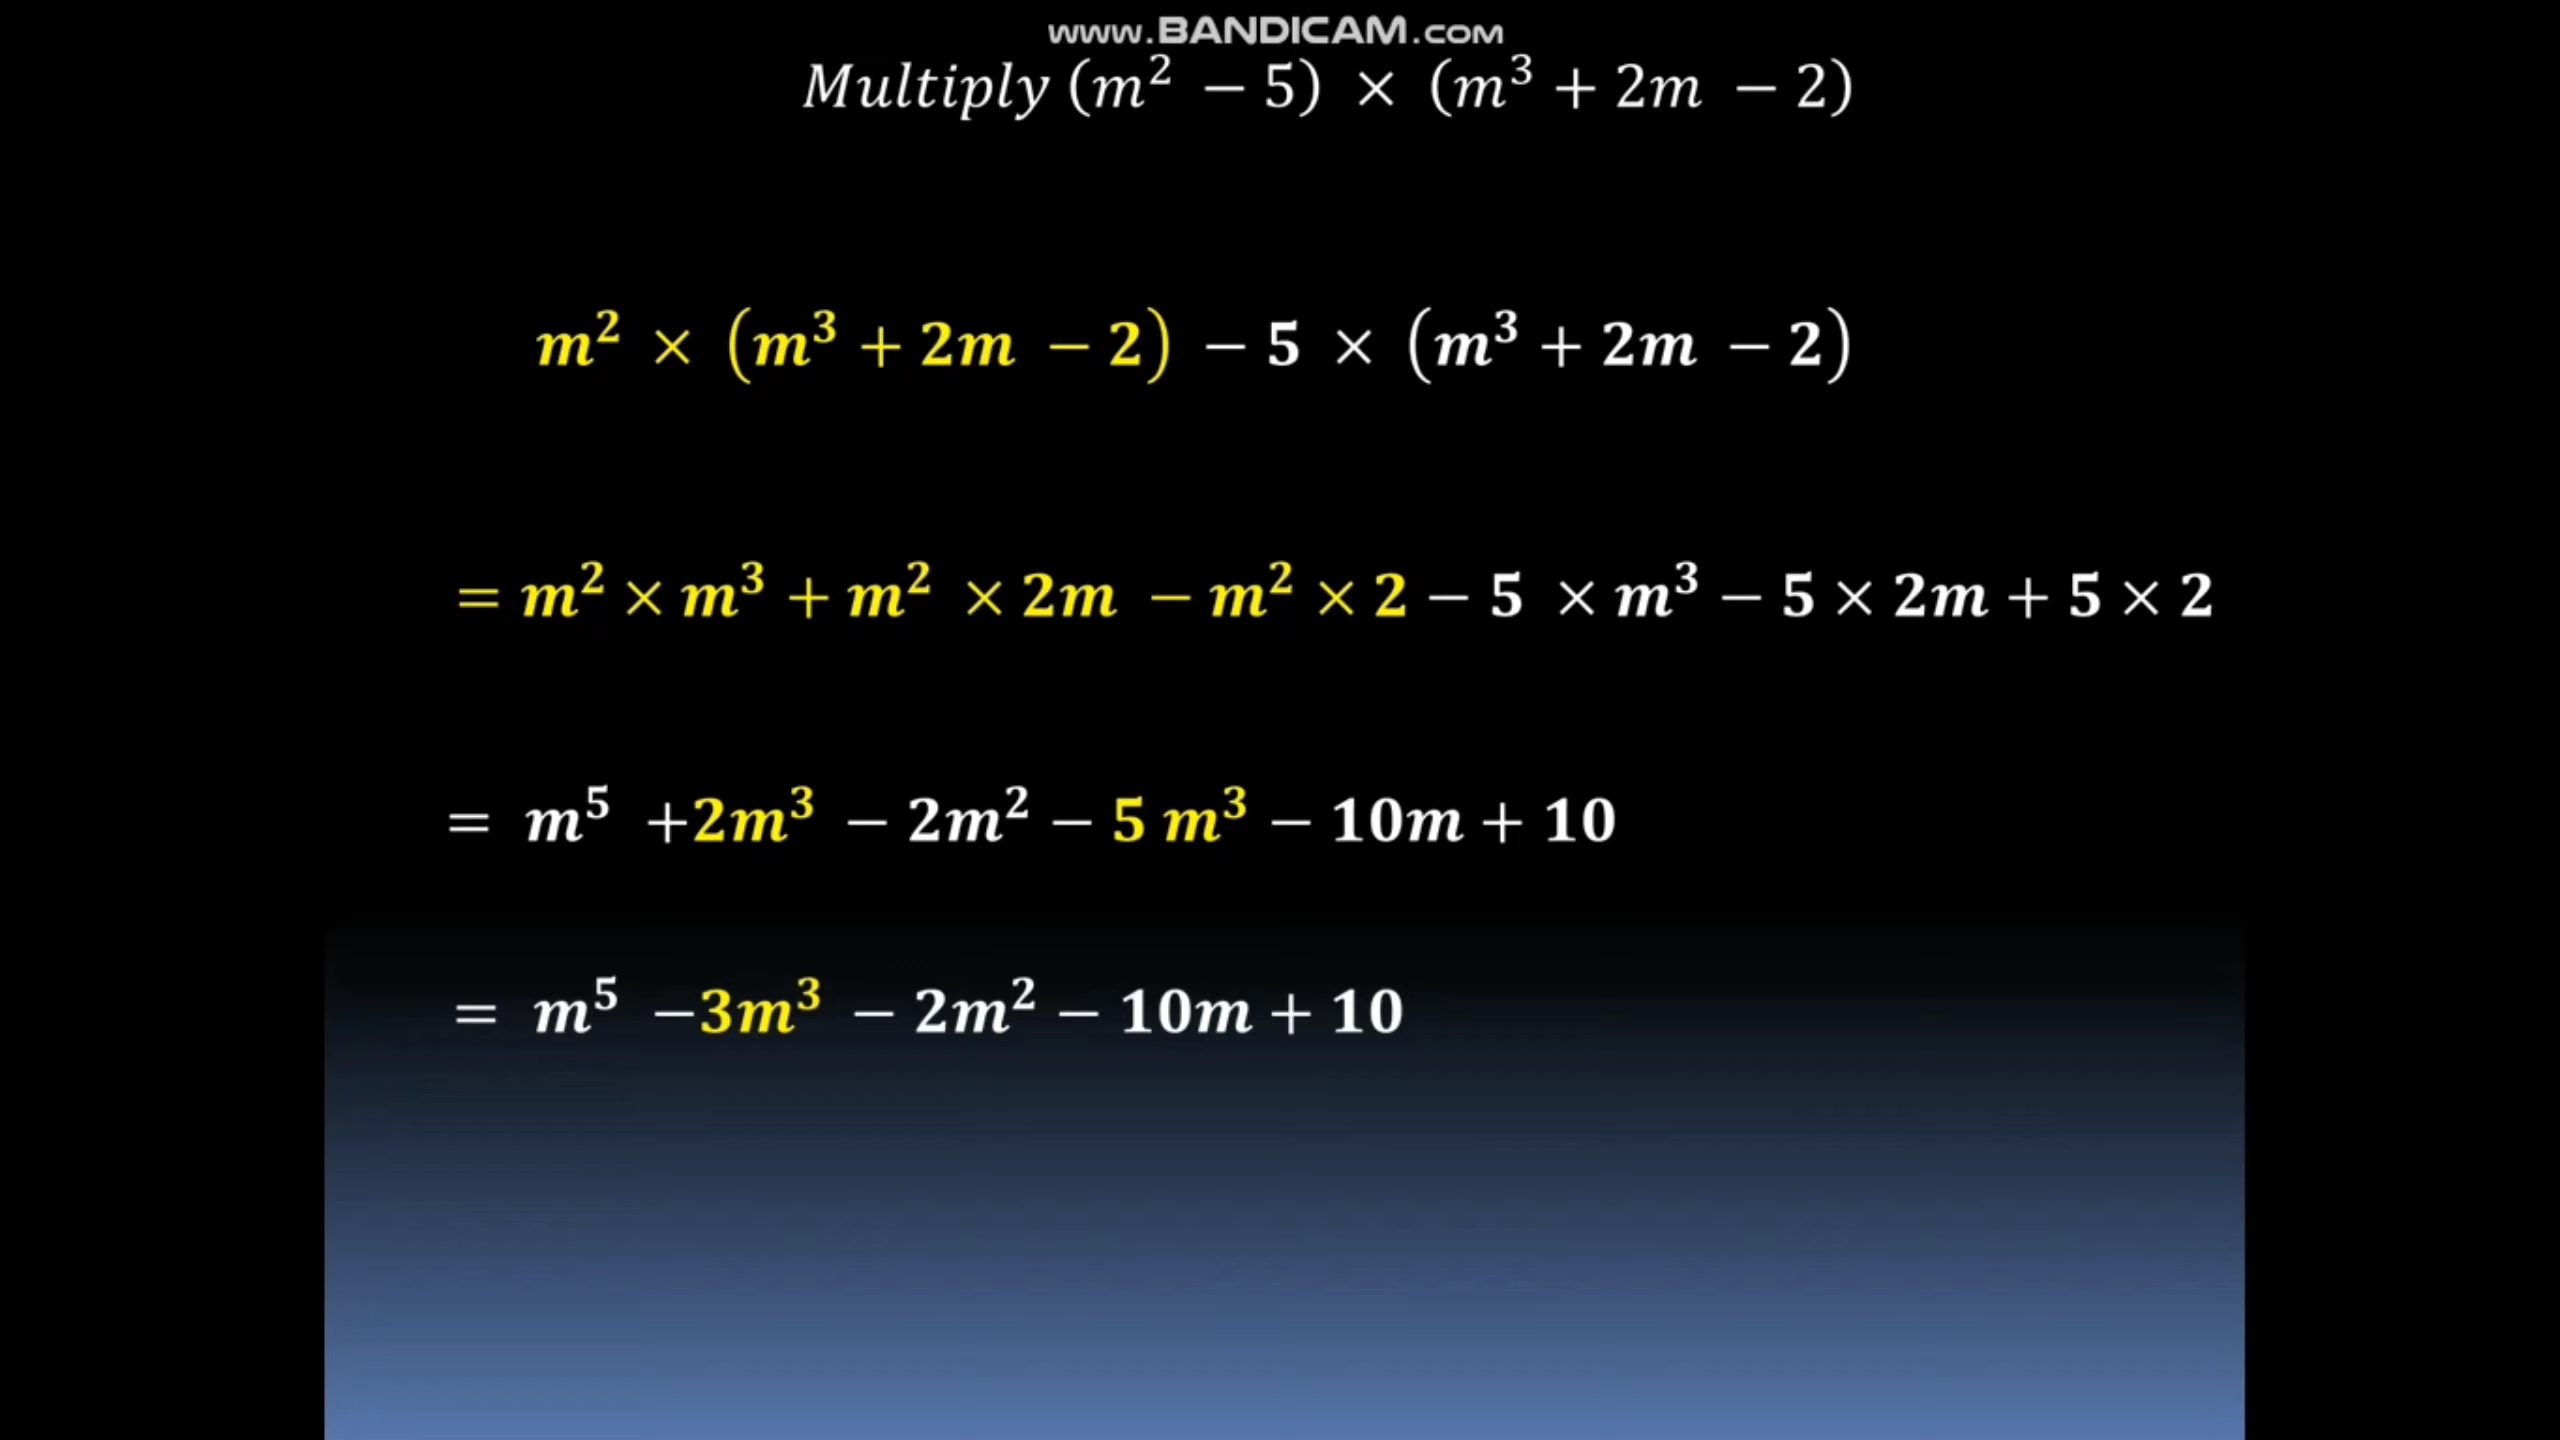 www.BANDICAM.com
Multiply (m² − 5) × (m³ + 2m − 2)
m² × (m³ + 2m − 2) − 5 × (m³ + 2m − 2)
= m² × m³ + m² × 2m − m² × 2 − 5 × m³ − 5 × 2m + 5 × 2
= m⁵ +2m³ − 2m² − 5 m³ − 10m + 10
= m⁵ −3m³ − 2m² − 10m + 10